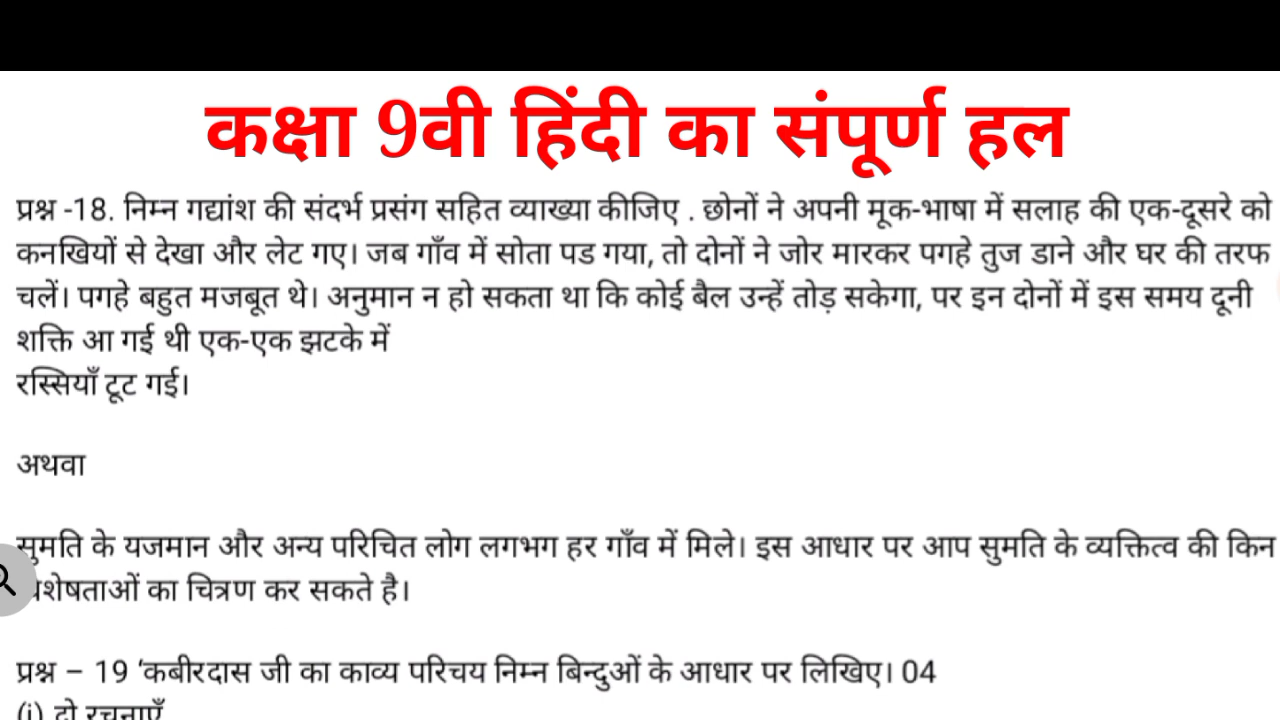 कक्षा 9वी हिंदी का संपूर्ण हल
प्रश्न -18. निम्न गद्यांश की संदर्भ प्रसंग सहित व्याख्या कीजिए . छोनों ने अपनी मूक-भाषा में सलाह की एक-दूसरे को
कनखियों से देखा और लेट गए। जब गाँव में सोता पड गया, तो दोनों ने जोर मारकर पगहे तुज डाने और घर की तरफ
चलें। पगहे बहुत मजबूत थे। अनुमान न हो सकता था कि कोई बैल उन्हें तोड़ सकेगा, पर इन दोनों में इस समय दूनी
शक्ति आ गई थी एक-एक झटके में
रस्सियाँ टूट गई।
अथवा
सुमति के यजमान और अन्य परिचित लोग लगभग हर गाँव में मिले। इस आधार पर आप सुमति के व्यक्तित्व की किन
शेषताओं का चित्रण कर सकते है।
प्रश्न – 19 ‘कबीरदास जी का काव्य परिचय निम्न बिन्दुओं के आधार पर लिखिए। 04
(i) दो रचनाएँ